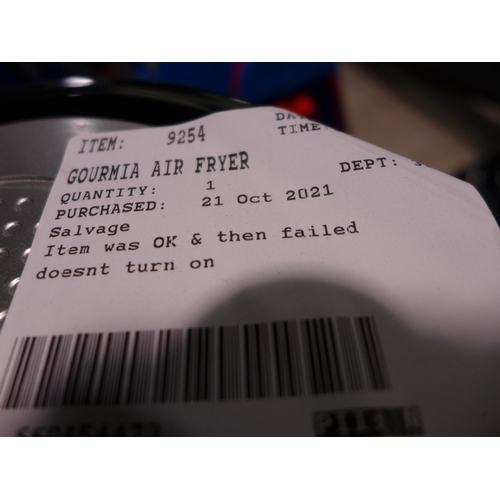 ITEM: 9254
TIME:
GOURMIA AIR FRYER
DEPT:
QUANTITY: 1
PURCHASED: 21 Oct 2021
Salvage
Item was OK & then failed
doesnt turn on